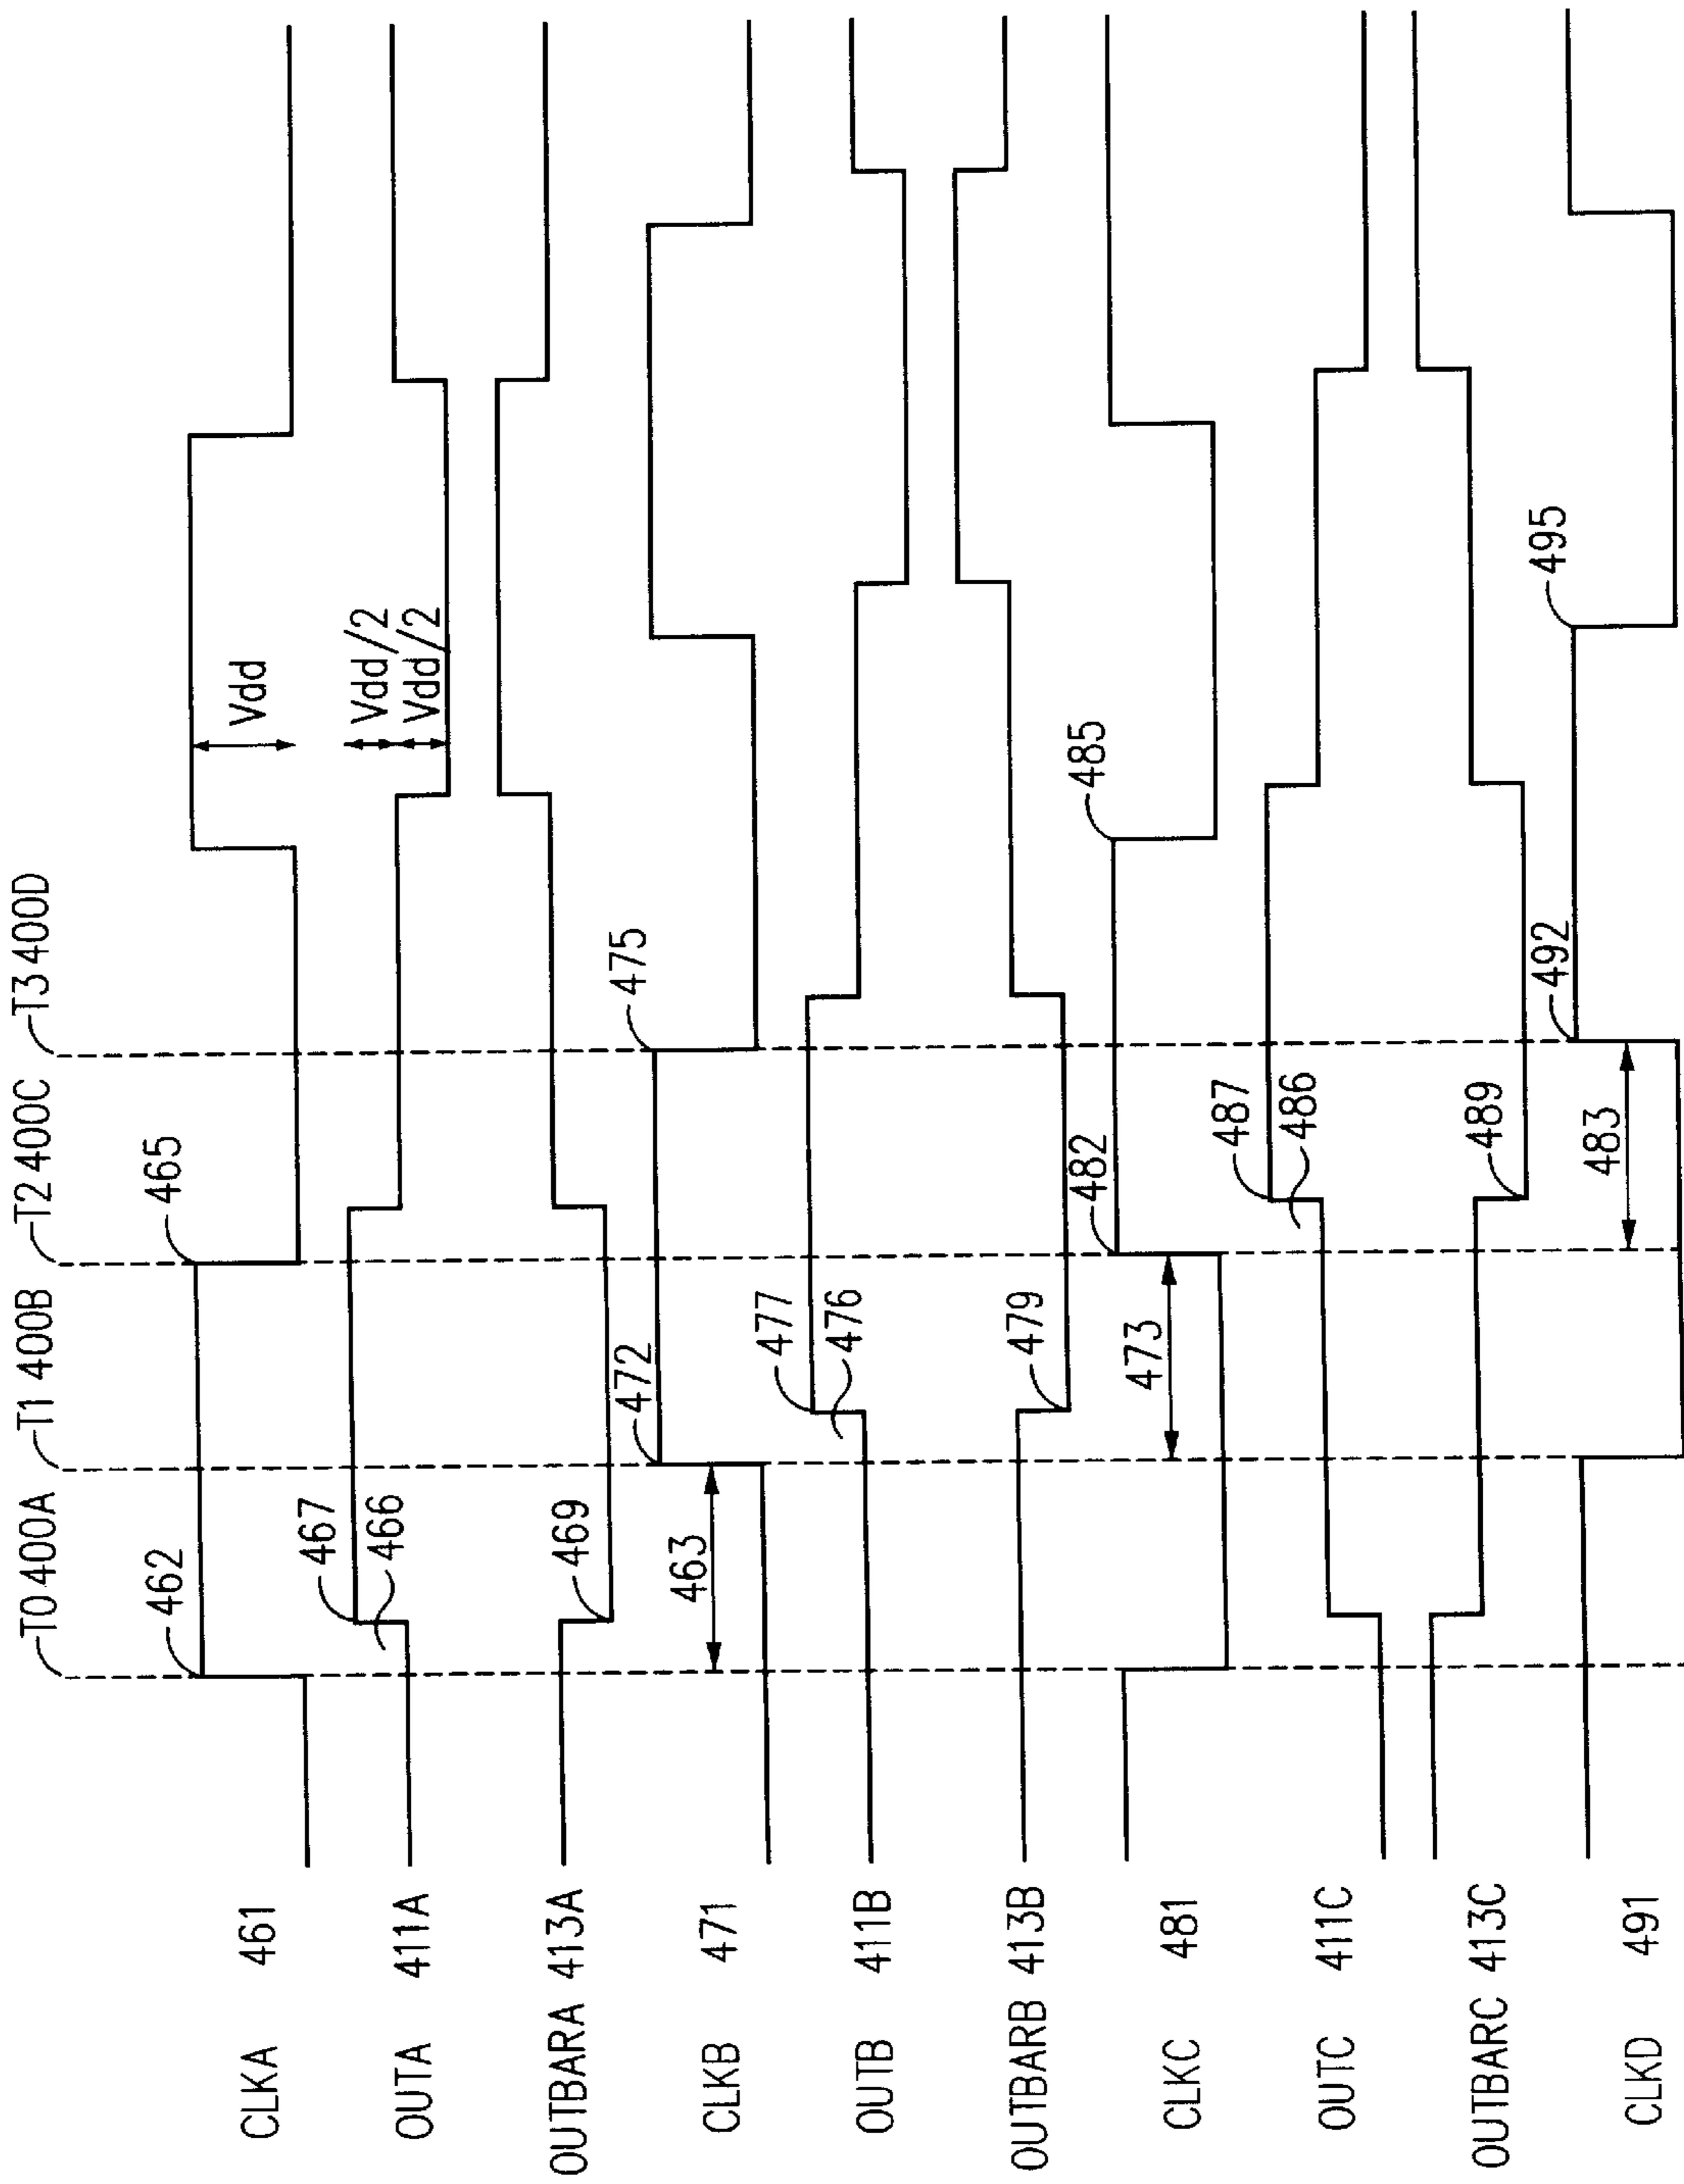 T0 400A
T1 400B
T2 400C
T3 400D
CLKA 461
462
465
Vdd
OUTA 411A
467
466
Vdd/2
Vdd/2
OUTBARA 413A
469
CLKB 471
463
472
475
OUTB 411B
477
476
OUTBARB 413B
479
CLKC 481
473
482
485
OUTC 411C
487
486
OUTBARC 413C
489
CLKD 491
483
492
495